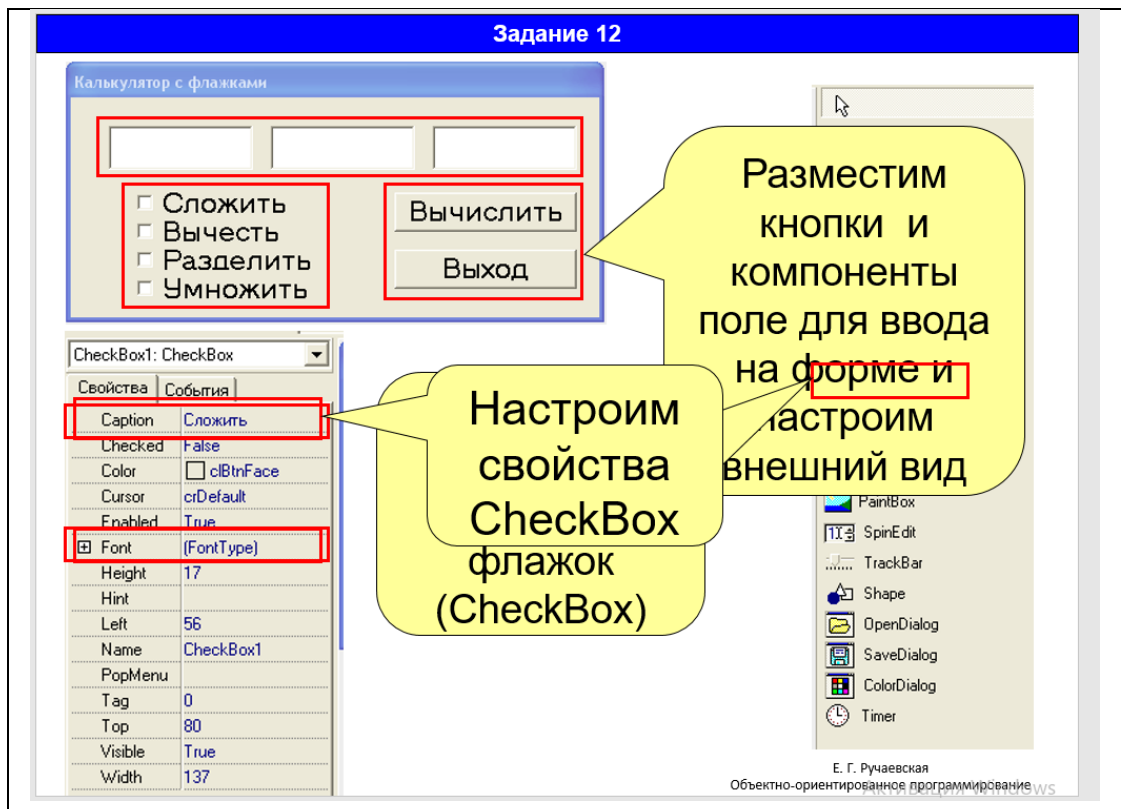 Задание 12
Калькулятор с флажками
Сложить
Вычесть
Разделить
Умножить
Вычислить
Выход
Разместим
кнопки и
компоненты
поле для ввода
на форме и
настроим
внешний вид
CheckBox1: CheckBox
Свойства События
Caption Сложить
Checked False
Color clBtnFace
Cursor crDefault
Enabled True
Font (FontType)
Height 17
Hint
Left 56
Name CheckBox1
PopMenu
Tag 0
Top 80
Visible True
Width 137
Настроим
свойства
CheckBox
флажок
(CheckBox)
PaintBox
SpinEdit
TrackBar
Shape
OpenDialog
SaveDialog
ColorDialog
Timer
Е. Г. Ручаевская
Объектно-ориентированное программирование
Активация Windows